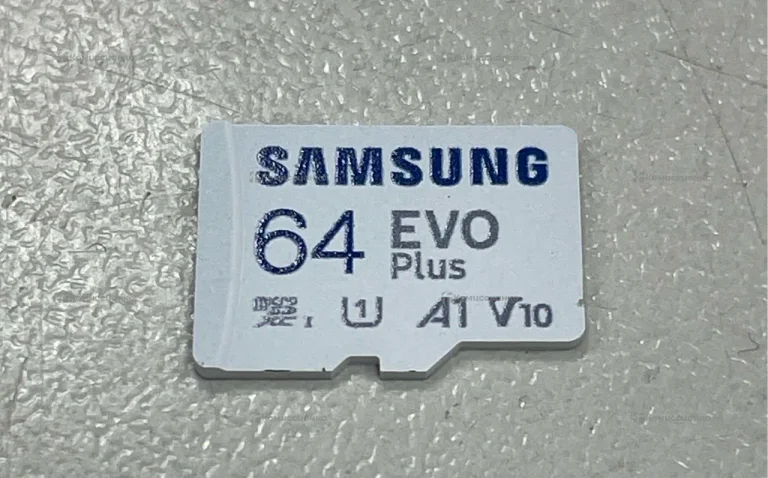 SAMSUNG
64 EVO
Plus
micro SD XC I U1 A1 V10